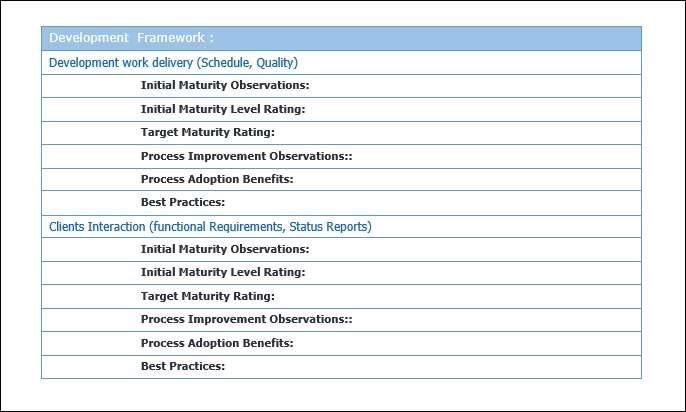 Development Framework :
Development work delivery (Schedule, Quality)
Initial Maturity Observations:
Initial Maturity Level Rating:
Target Maturity Rating:
Process Improvement Observations::
Process Adoption Benefits:
Best Practices:
Clients Interaction (functional Requirements, Status Reports)
Initial Maturity Observations:
Initial Maturity Level Rating:
Target Maturity Rating:
Process Improvement Observations::
Process Adoption Benefits:
Best Practices: